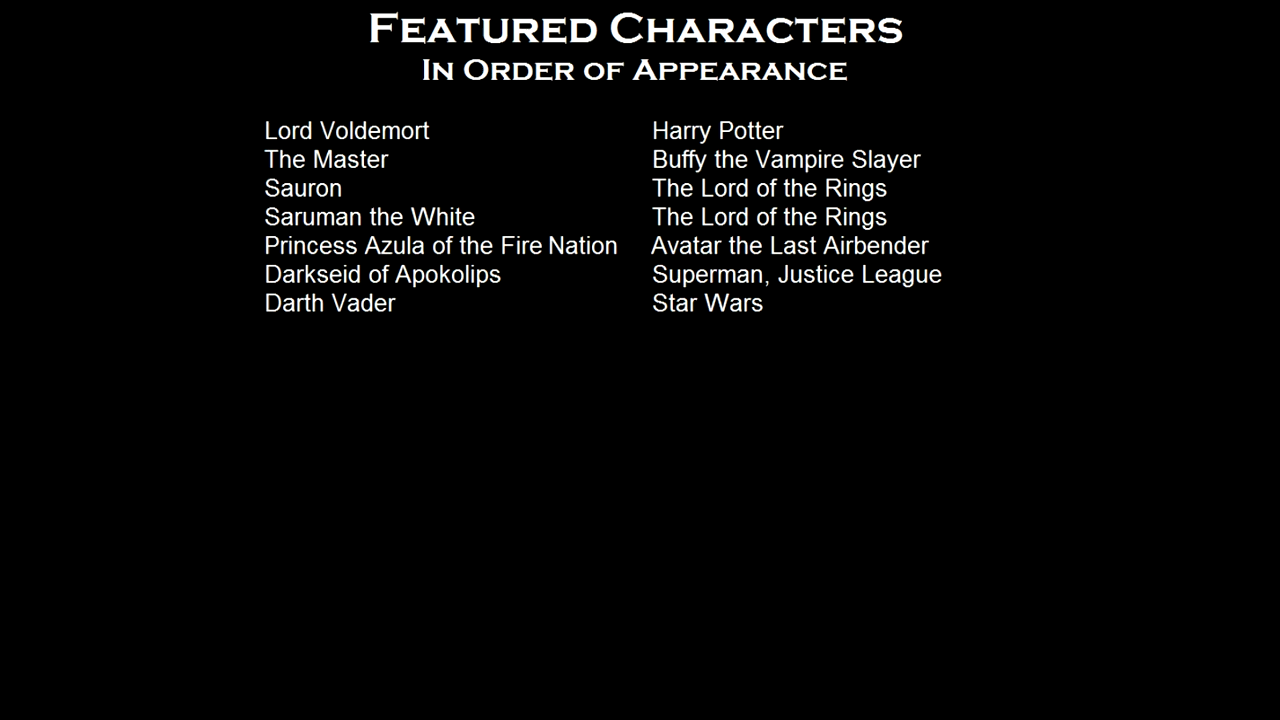 Featured Characters
In Order of Appearance
Lord Voldemort Harry Potter
The Master Buffy the Vampire Slayer
Sauron The Lord of the Rings
Saruman the White The Lord of the Rings
Princess Azula of the Fire Nation Avatar the Last Airbender
Darkseid of Apokolips Superman, Justice League
Darth Vader Star Wars